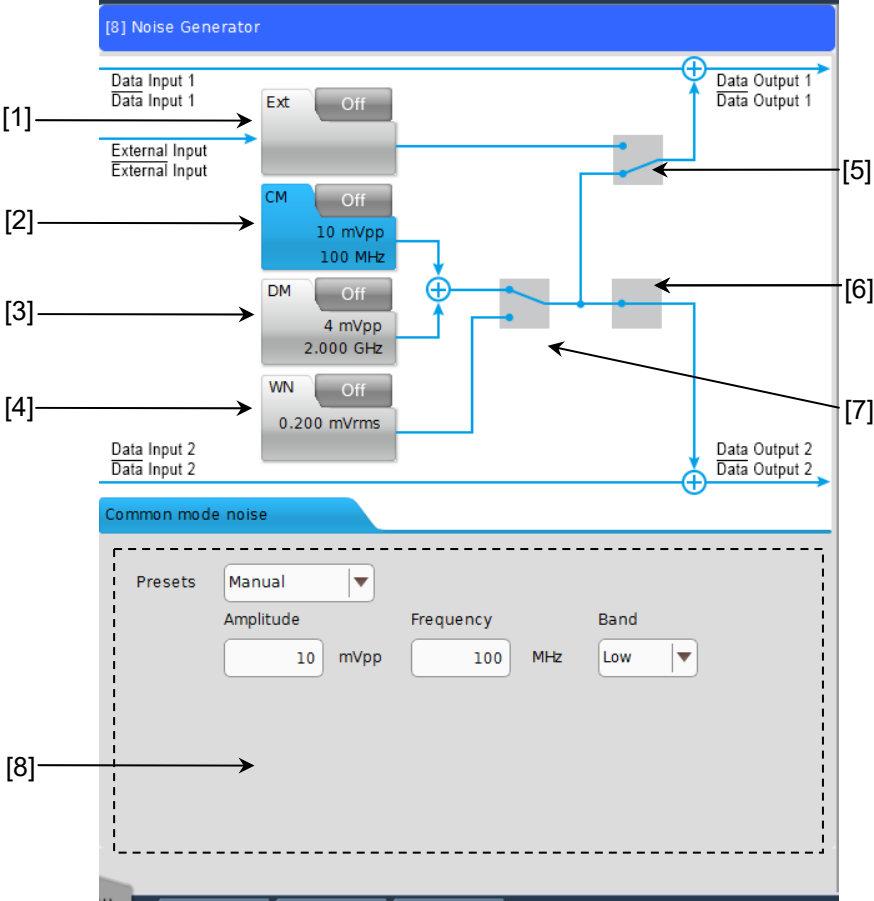 [8] Noise Generator
Data Input 1
Data Input 1
Data Output 1
Data Output 1
[1]
Ext
Off
External Input
External Input
[5]
[2]
CM
Off
10 mVpp
100 MHz
[6]
[3]
DM
Off
4 mVpp
2.000 GHz
[4]
WN
Off
0.200 mVrms
[7]
Data Input 2
Data Input 2
Data Output 2
Data Output 2
Common mode noise
Presets
Manual
Amplitude
Frequency
Band
10
mVpp
100
MHz
Low
[8]